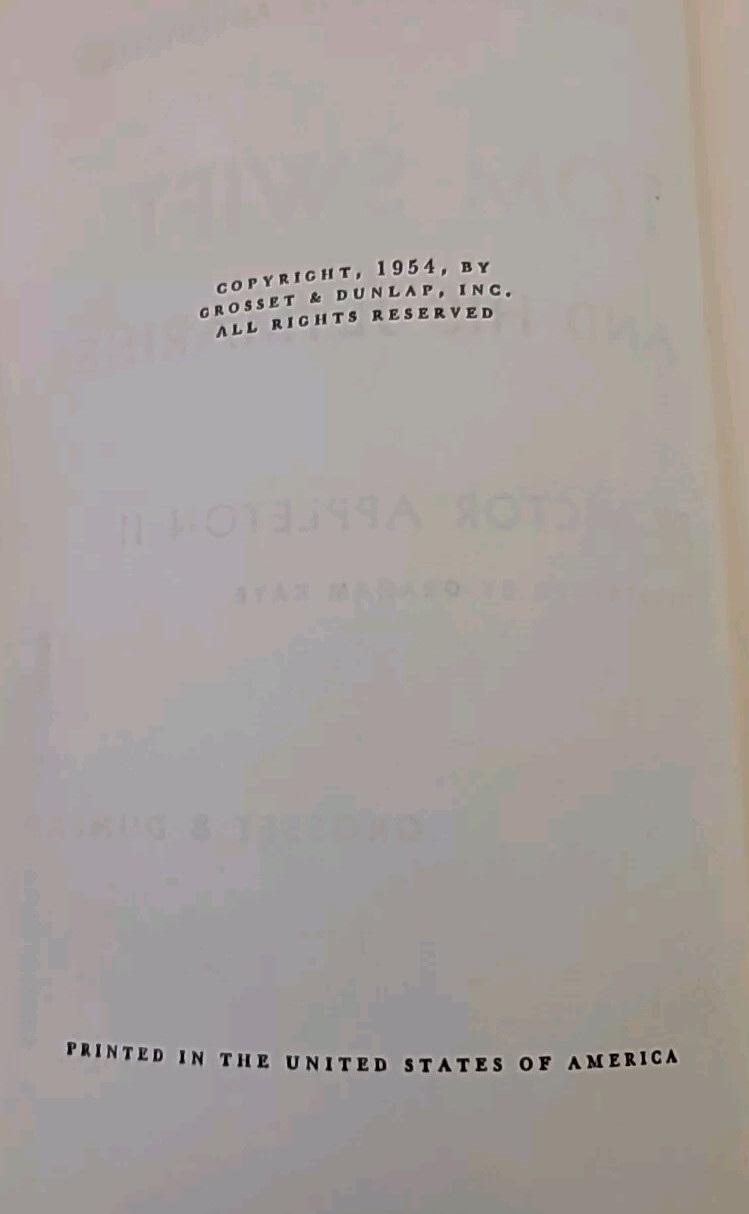 COPYRIGHT, 1954, BY
GROSSET & DUNLAP, INC.
ALL RIGHTS RESERVED
PRINTED IN THE UNITED STATES OF AMERICA